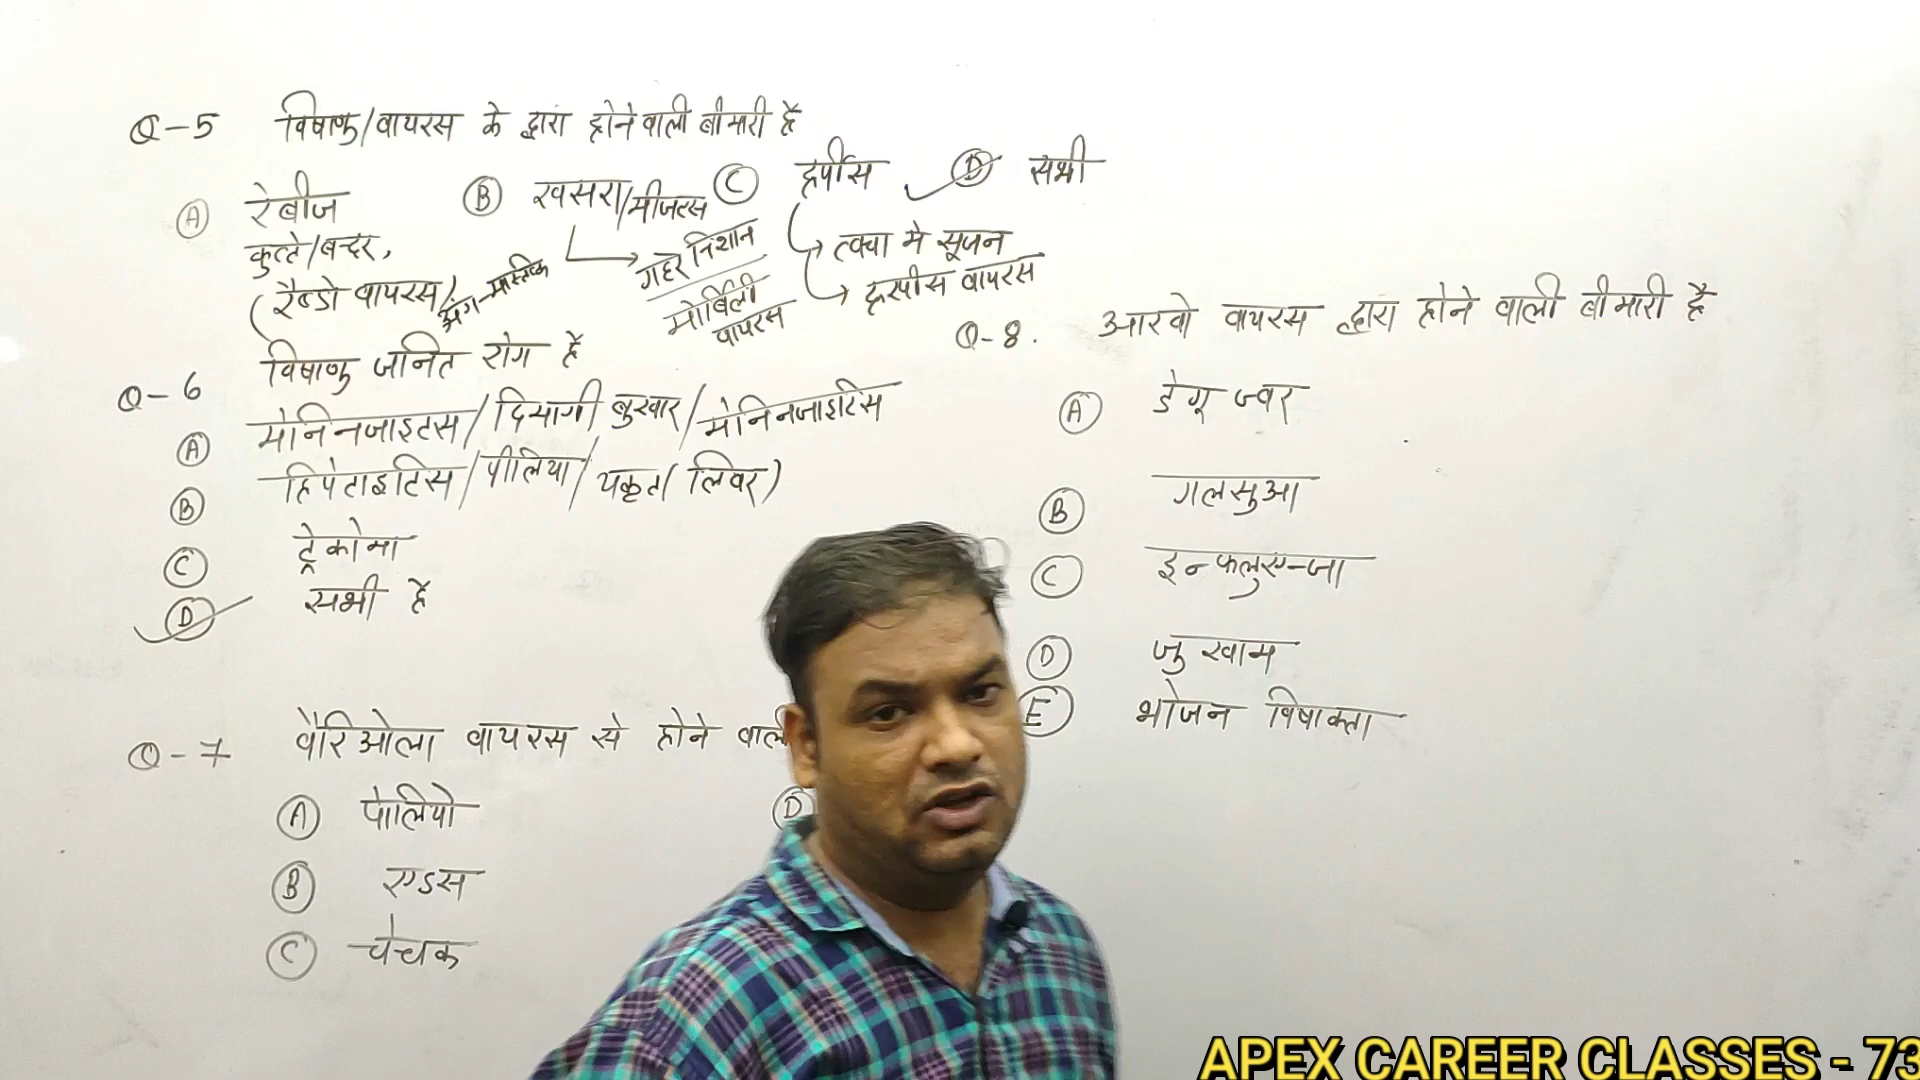 Q-5 विषाणु/वायरस के द्वारा होने वाली बीमारी है
A रेबीज
B खसरा/मीजल्स
C हर्पीस
D सभी
कुत्ते/बन्दर,
(रैब्डो वायरस/अंग-मस्तिष्क
गहरे निशान
मोर्बिली वायरस
त्वचा मे सूजन
हरपीस वायरस
Q-6 विषाणु जनित रोग है
A मेनिनजाइटस/दिमागी बुखार/मेनिनजाइटिस
B हिपेटाइटिस/पीलिया/यकृत(लिवर)
C ट्रेकोमा
D सभी है
Q-7 वैरिओला वायरस से होने वाली
A पोलियो
B एड्स
C चेचक
D
Q-8. आरबो वायरस द्वारा होने वाली बीमारी है
A डेगू ज्वर
B गलसुआ
C इन्फलुएन्जा
D जुखाम
E भोजन विषाक्ता
APEX CAREER CLASSES - 73